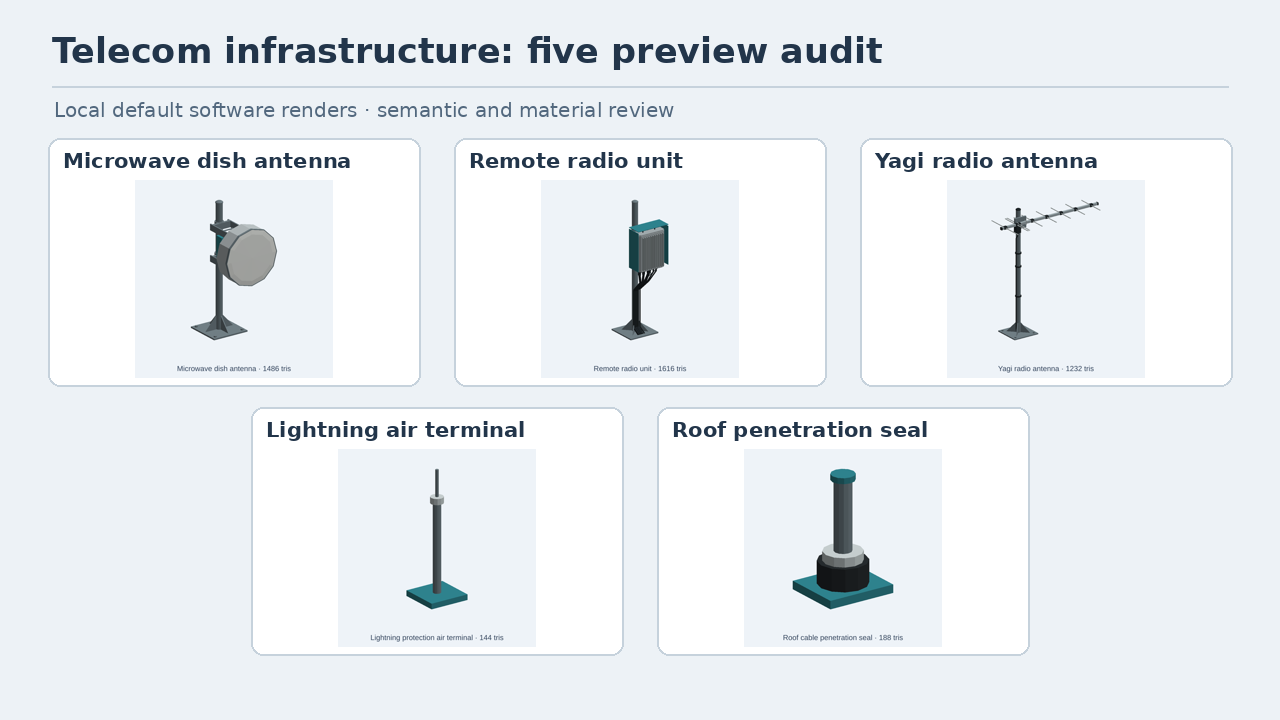 Telecom infrastructure: five preview audit
Local default software renders · semantic and material review
Microwave dish antenna
Microwave dish antenna · 1486 tris
Remote radio unit
Remote radio unit · 1616 tris
Yagi radio antenna
Yagi radio antenna · 1232 tris
Lightning air terminal
Lightning protection air terminal · 144 tris
Roof penetration seal
Roof cable penetration seal · 188 tris